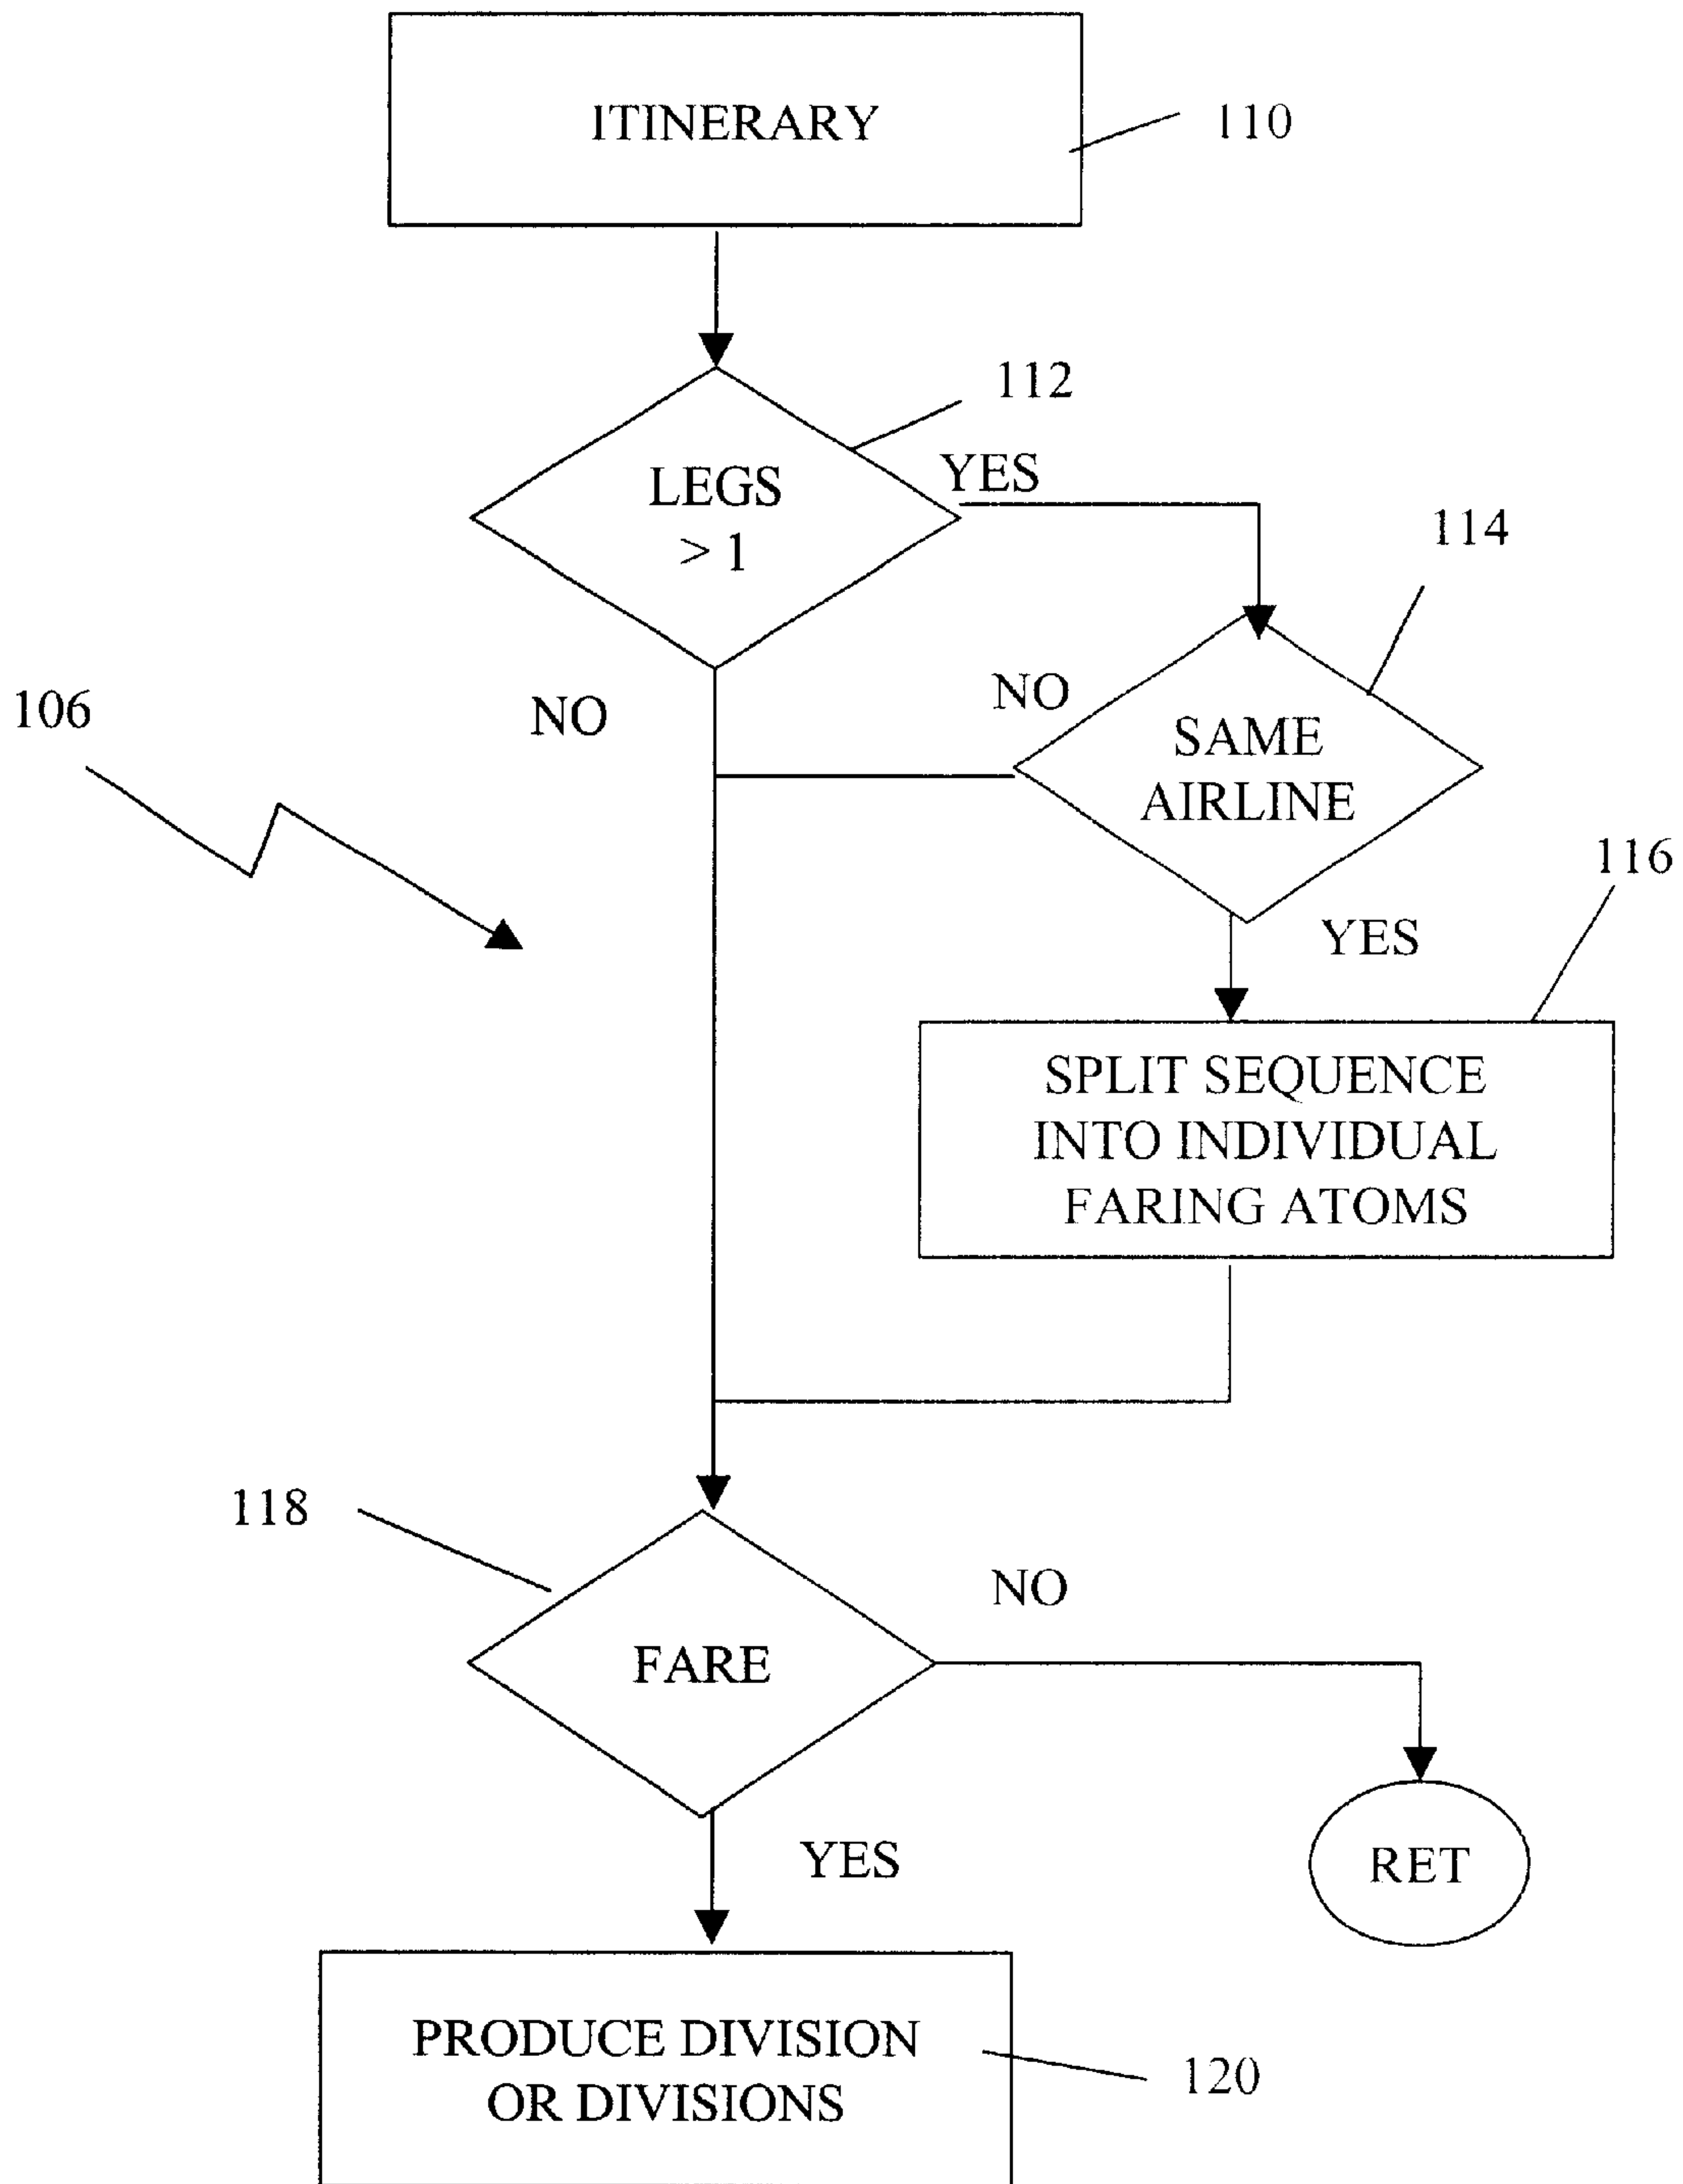 ITINERARY
110
112
LEGS
> 1
YES
114
106
NO
NO
SAME
AIRLINE
116
YES
SPLIT SEQUENCE
INTO INDIVIDUAL
FARING ATOMS
118
NO
FARE
YES
RET
PRODUCE DIVISION
OR DIVISIONS
120